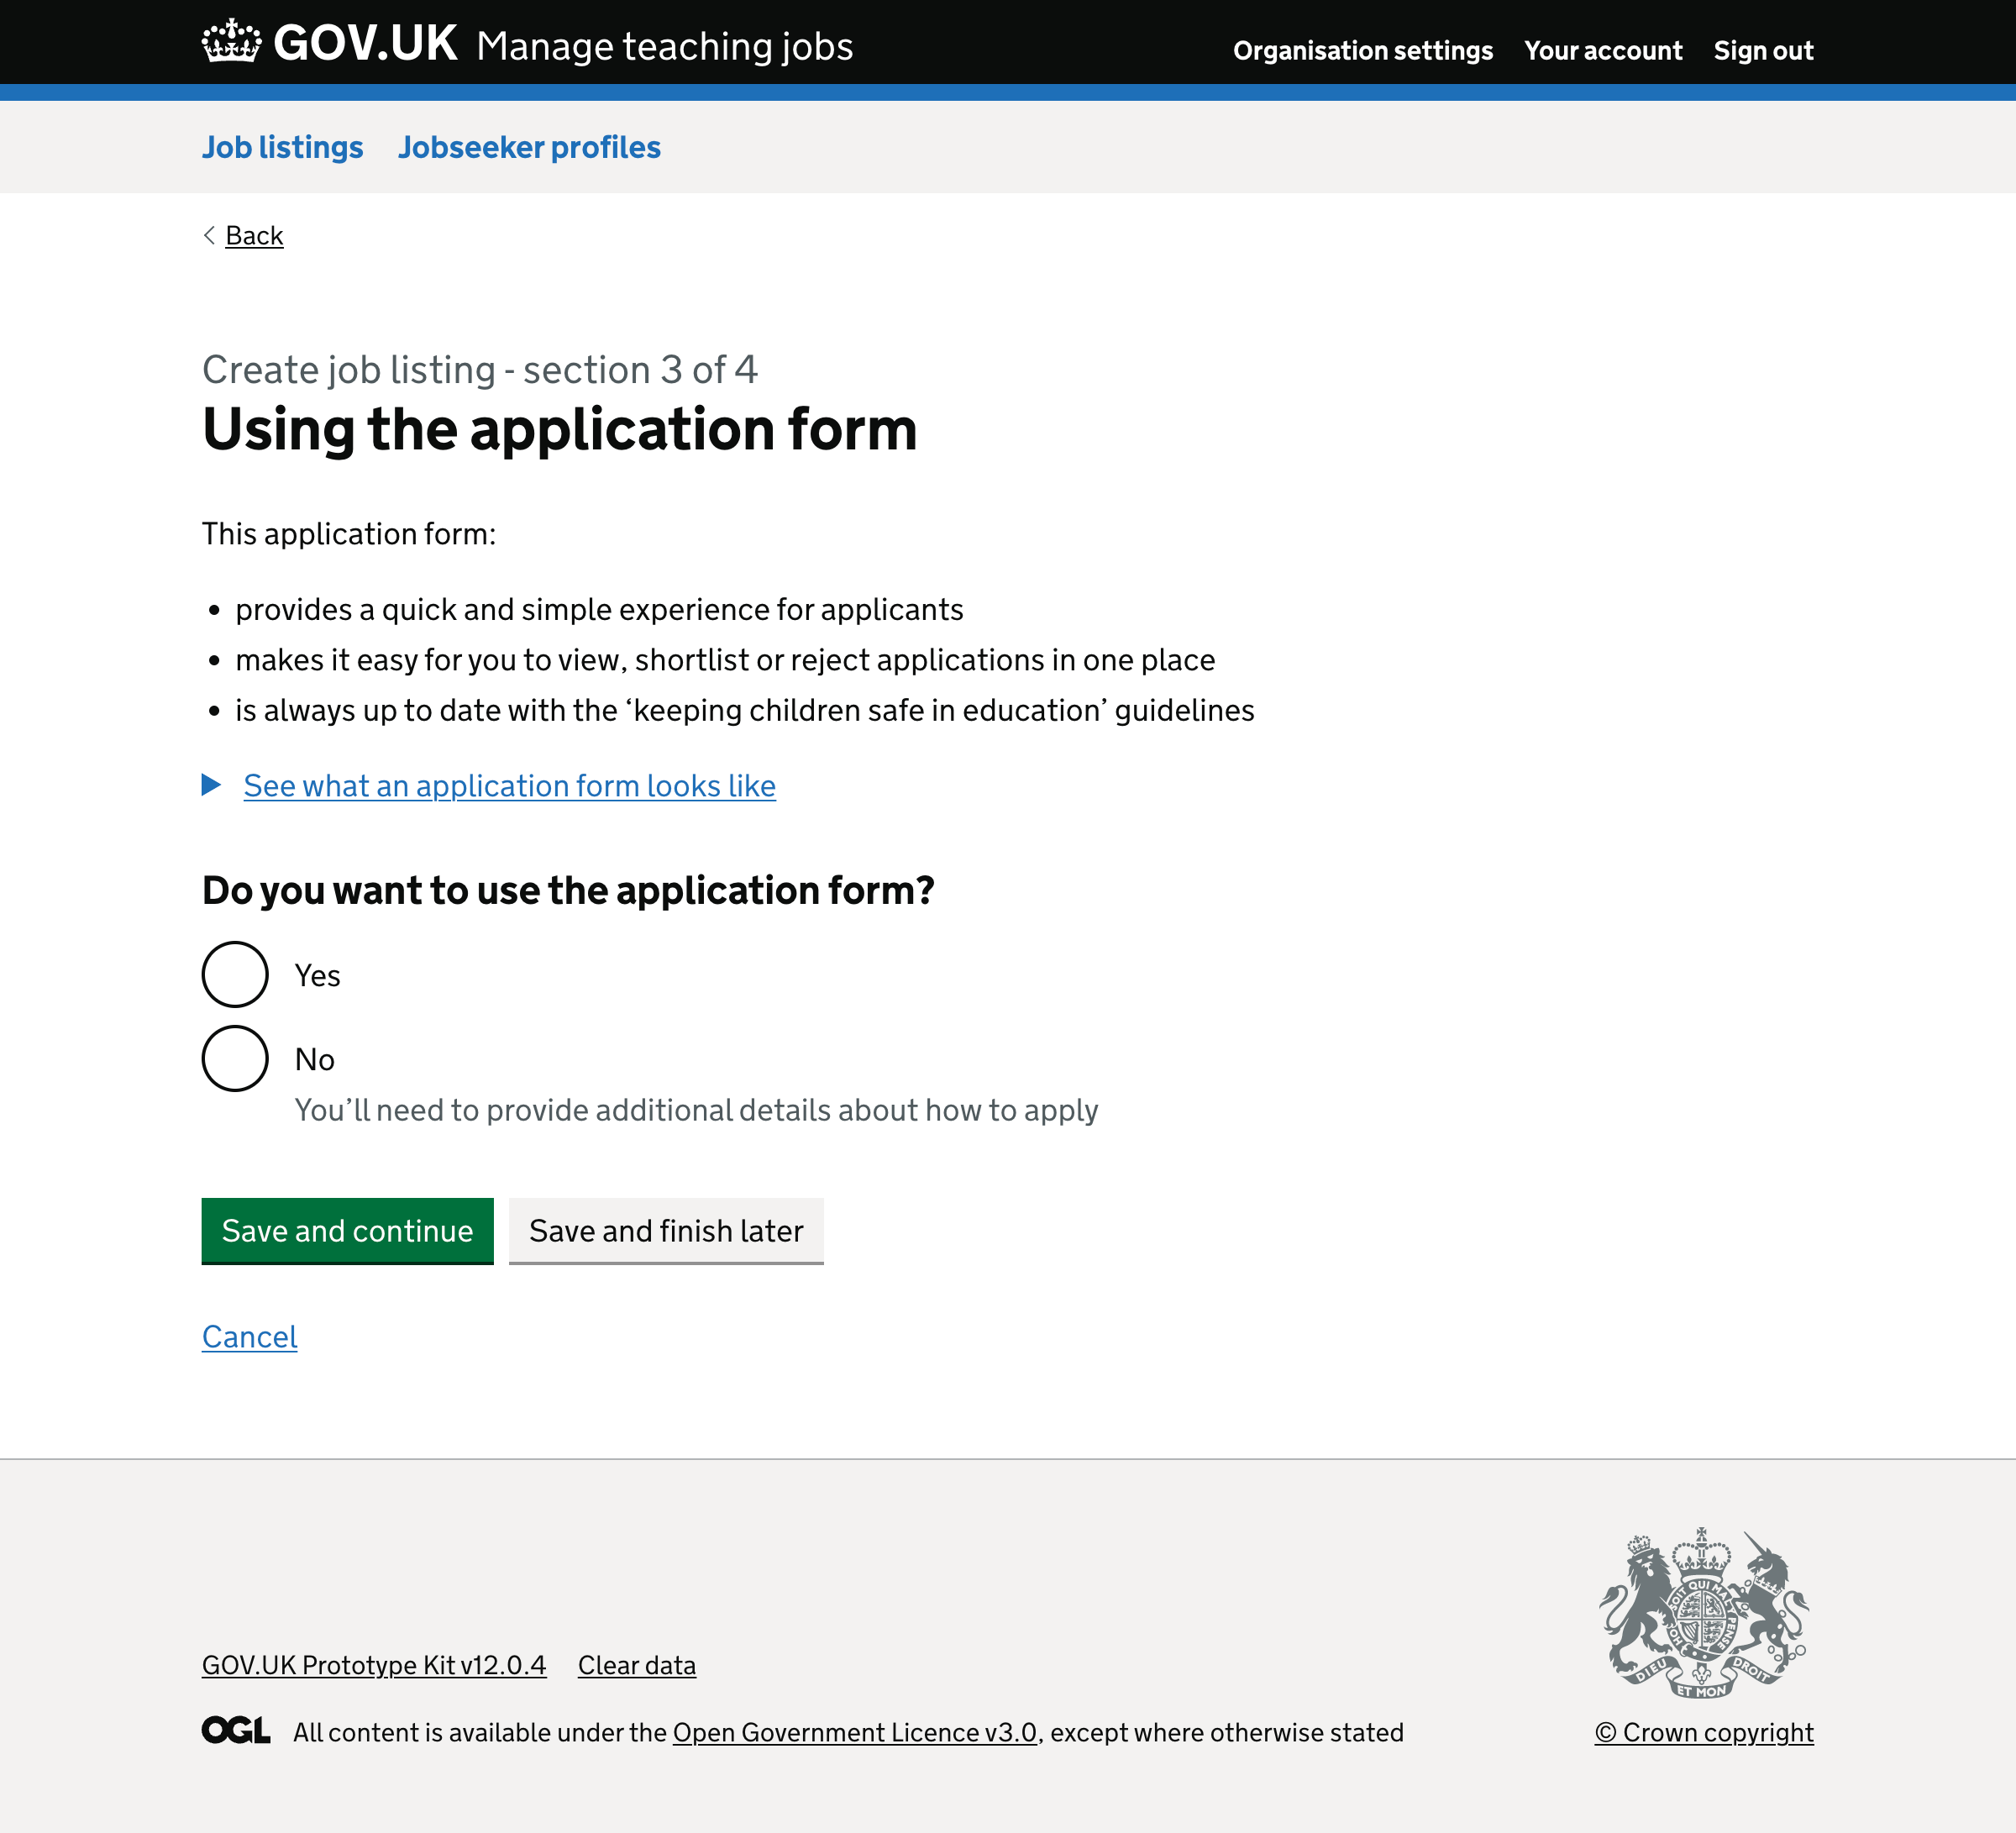 GOV.UK Manage teaching jobs
Organisation settings Your account Sign out
Job listings Jobseeker profiles
Back
Create job listing - section 3 of 4
Using the application form
This application form:
• provides a quick and simple experience for applicants
• makes it easy for you to view, shortlist or reject applications in one place
• is always up to date with the ‘keeping children safe in education’ guidelines
See what an application form looks like
Do you want to use the application form?
Yes
No
You’ll need to provide additional details about how to apply
Save and continue Save and finish later
Cancel
GOV.UK Prototype Kit v12.0.4 Clear data
DIEU ET MON DROIT
OGL All content is available under the Open Government Licence v3.0, except where otherwise stated
© Crown copyright